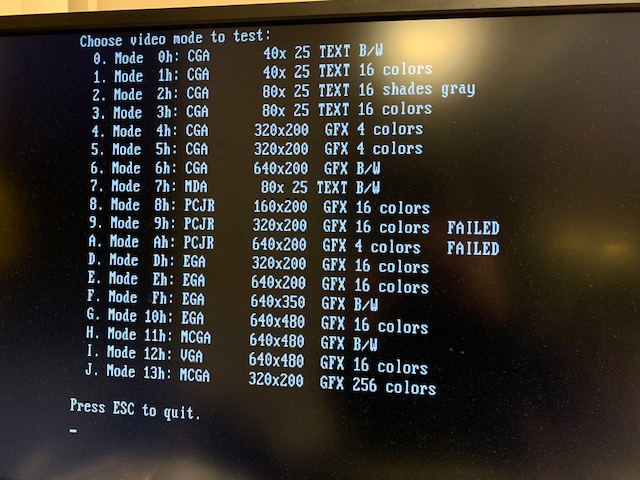 Choose video mode to test:
0. Mode 0h: CGA 40x 25 TEXT B/W
1. Mode 1h: CGA 40x 25 TEXT 16 colors
2. Mode 2h: CGA 80x 25 TEXT 16 shades gray
3. Mode 3h: CGA 80x 25 TEXT 16 colors
4. Mode 4h: CGA 320x200 GFX 4 colors
5. Mode 5h: CGA 320x200 GFX 4 colors
6. Mode 6h: CGA 640x200 GFX B/W
7. Mode 7h: MDA 80x 25 TEXT B/W
8. Mode 8h: PCJR 160x200 GFX 16 colors
9. Mode 9h: PCJR 320x200 GFX 16 colors FAILED
A. Mode Ah: PCJR 640x200 GFX 4 colors FAILED
D. Mode Dh: EGA 320x200 GFX 16 colors
E. Mode Eh: EGA 640x200 GFX 16 colors
F. Mode Fh: EGA 640x350 GFX B/W
G. Mode 10h: EGA 640x480 GFX 16 colors
H. Mode 11h: MCGA 640x480 GFX B/W
I. Mode 12h: VGA 640x480 GFX 16 colors
J. Mode 13h: MCGA 320x200 GFX 256 colors
Press ESC to quit.
_